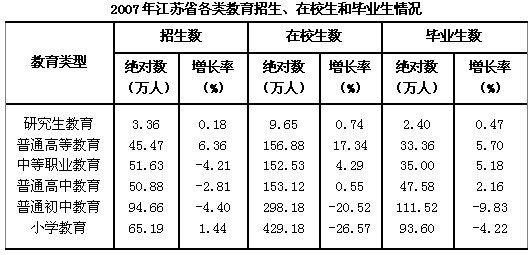 2007年江苏省各类教育招生、在校生和毕业生情况
教育类型 招生数 在校生数 毕业生数
绝对数（万人） 增长率（%） 绝对数（万人） 增长率（%） 绝对数（万人） 增长率（%）
研究生教育 3.36 0.18 9.65 0.74 2.40 0.47
普通高等教育 45.47 6.36 156.88 17.34 33.36 5.70
中等职业教育 51.63 -4.21 152.53 4.29 35.00 5.18
普通高中教育 50.88 -2.81 153.12 0.55 47.58 2.16
普通初中教育 94.66 -4.40 298.18 -20.52 111.52 -9.83
小学教育 65.19 1.44 429.18 -26.57 93.60 -4.22